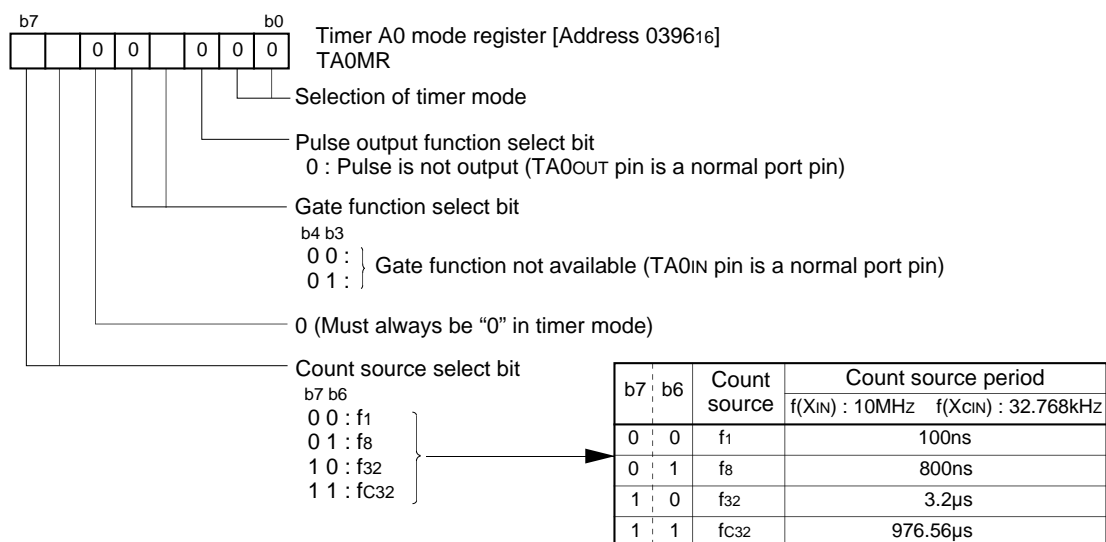 b7 b0
0 0 0 0 0
Timer A0 mode register [Address 039616]
TA0MR
Selection of timer mode
Pulse output function select bit
0 : Pulse is not output (TA0OUT pin is a normal port pin)
Gate function select bit
b4 b3
0 0 :
0 1 :
Gate function not available (TA0IN pin is a normal port pin)
0 (Must always be “0” in timer mode)
Count source select bit
b7 b6
0 0 : f1
0 1 : f8
1 0 : f32
1 1 : fC32
b7 b6 Count source Count source period
f(XIN) : 10MHz f(XCIN) : 32.768kHz
0 0 f1 100ns
0 1 f8 800ns
1 0 f32 3.2µs
1 1 fC32 976.56µs